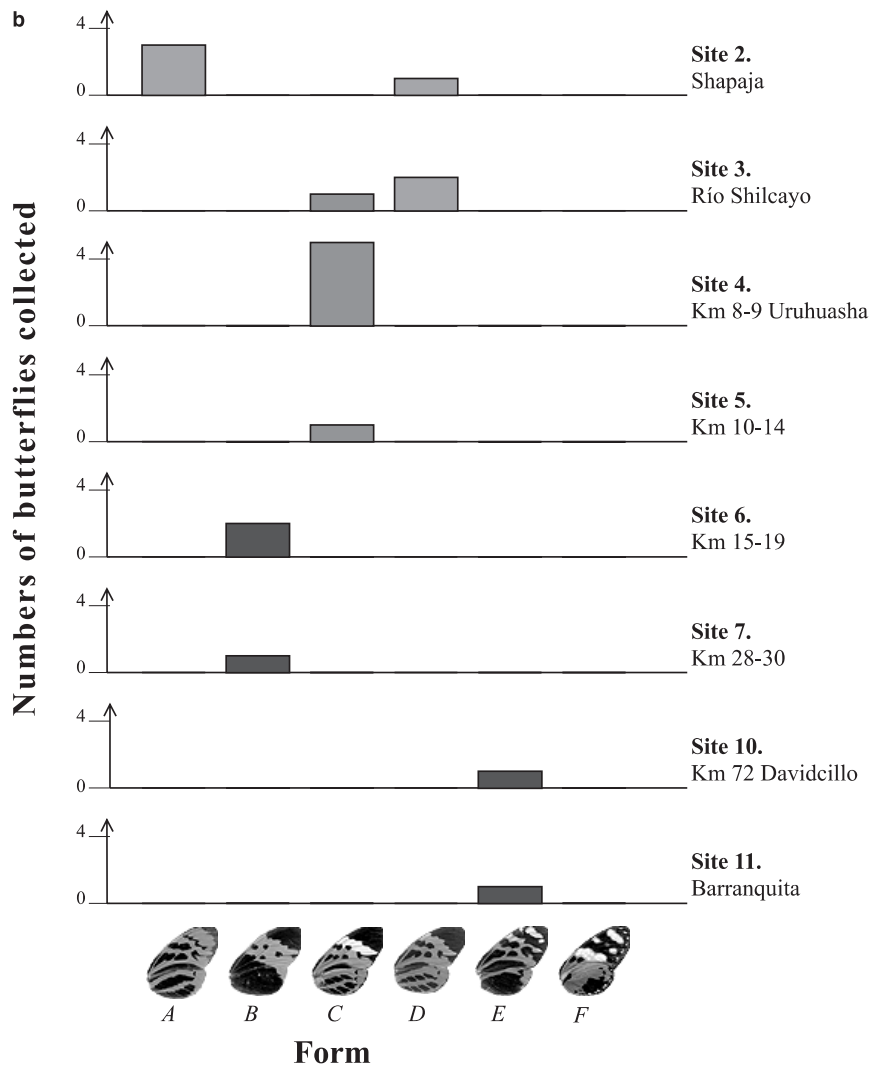 b
Numbers of butterflies collected
4
0
Site 2.
Shapaja
4
0
Site 3.
Río Shilcayo
4
0
Site 4.
Km 8-9 Uruhuasha
4
0
Site 5.
Km 10-14
4
0
Site 6.
Km 15-19
4
0
Site 7.
Km 28-30
4
0
Site 10.
Km 72 Davidcillo
4
0
Site 11.
Barranquita
A B C D E F
Form